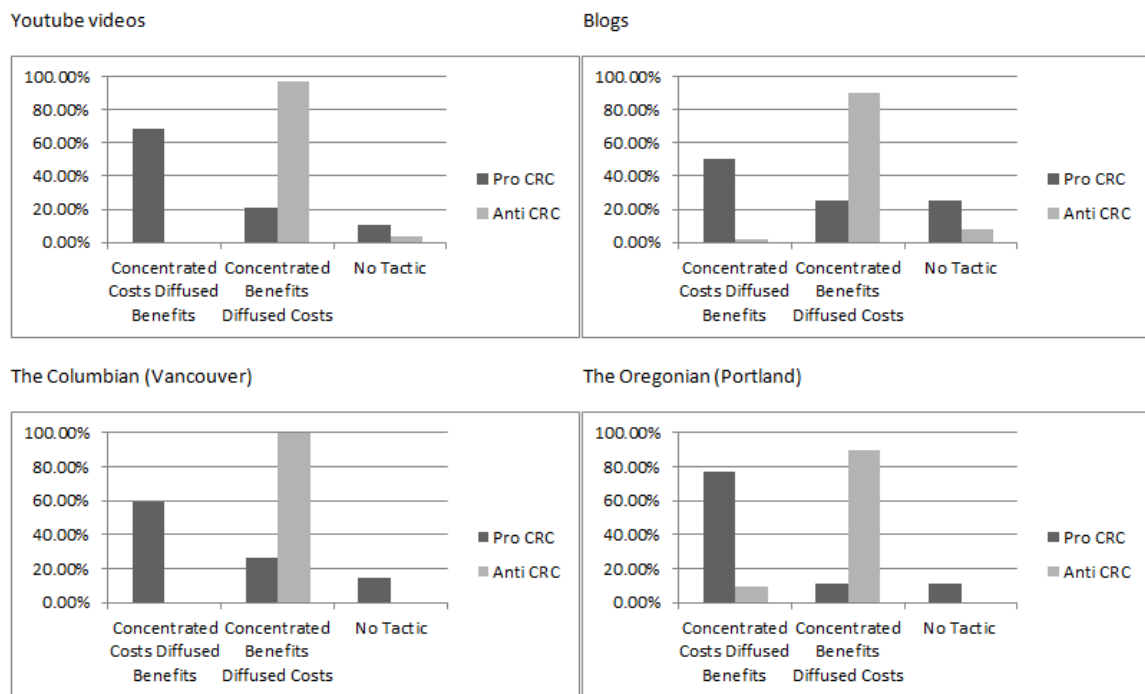 Youtube videos
100.00%
80.00%
60.00%
40.00%
20.00%
0.00%
Concentrated
Costs Diffused
Benefits
Concentrated
Benefits
Diffused Costs
No Tactic
Pro CRC
Anti CRC
Blogs
100.00%
80.00%
60.00%
40.00%
20.00%
0.00%
Concentrated
Costs Diffused
Benefits
Concentrated
Benefits
Diffused Costs
No Tactic
Pro CRC
Anti CRC
The Columbian (Vancouver)
100.00%
80.00%
60.00%
40.00%
20.00%
0.00%
Concentrated
Costs Diffused
Benefits
Concentrated
Benefits
Diffused Costs
No Tactic
Pro CRC
Anti CRC
The Oregonian (Portland)
100.00%
80.00%
60.00%
40.00%
20.00%
0.00%
Concentrated
Costs Diffused
Benefits
Concentrated
Benefits
Diffused Costs
No Tactic
Pro CRC
Anti CRC